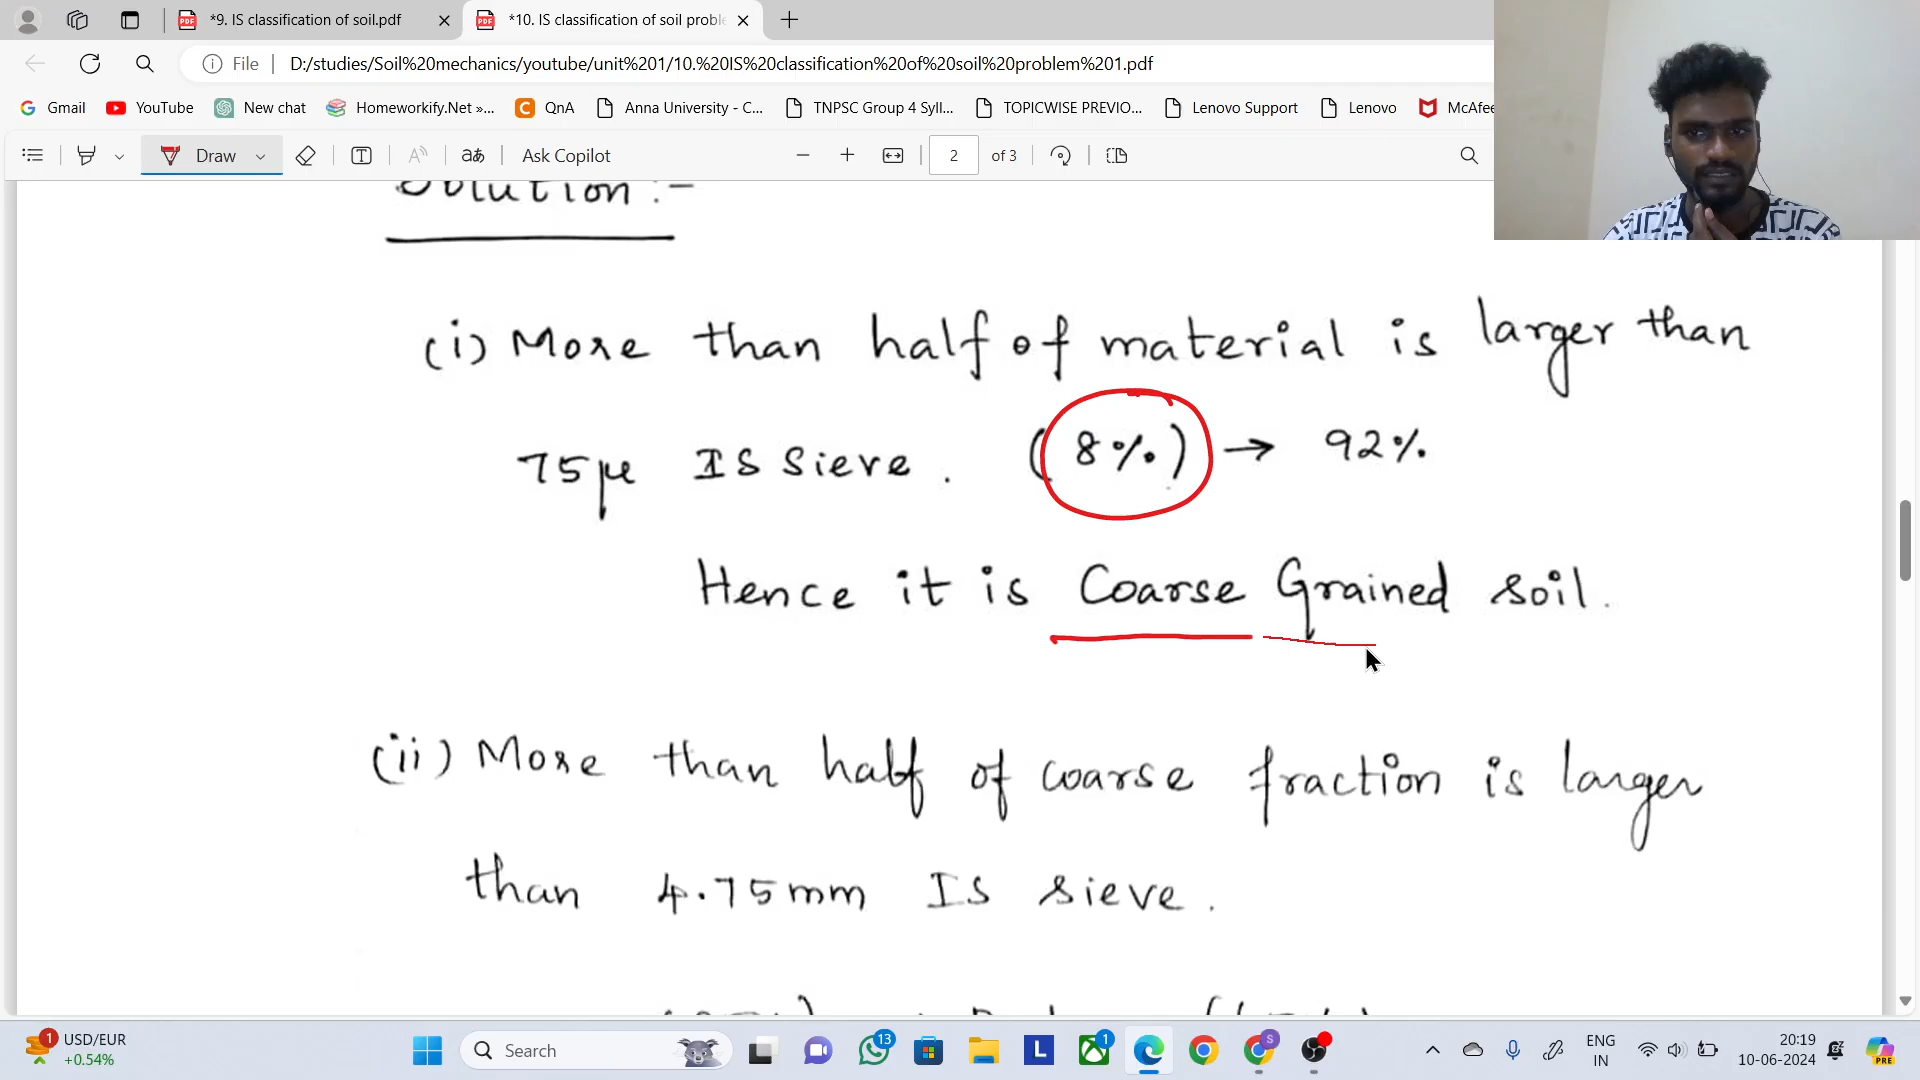 *9. IS classification of soil.pdf
*10. IS classification of soil proble
File
D:/studies/Soil%20mechanics/youtube/unit%201/10.%20IS%20classification%20of%20soil%20problem%201.pdf
Gmail
YouTube
New chat
Homeworkify.Net »...
QnA
Anna University - C...
TNPSC Group 4 Syll...
TOPICWISE PREVIO...
Lenovo Support
Lenovo
McAfee
Draw
Ask Copilot
2 of 3
Solution :-
(i) More than half of material is larger than
75μ IS Sieve. (8%) → 92%
Hence it is Coarse Grained soil.
(ii) More than half of coarse fraction is larger
than 4.75mm IS sieve.
1
USD/EUR
+0.54%
Search
13
1
S
ENG
IN
20:19
10-06-2024
PRE